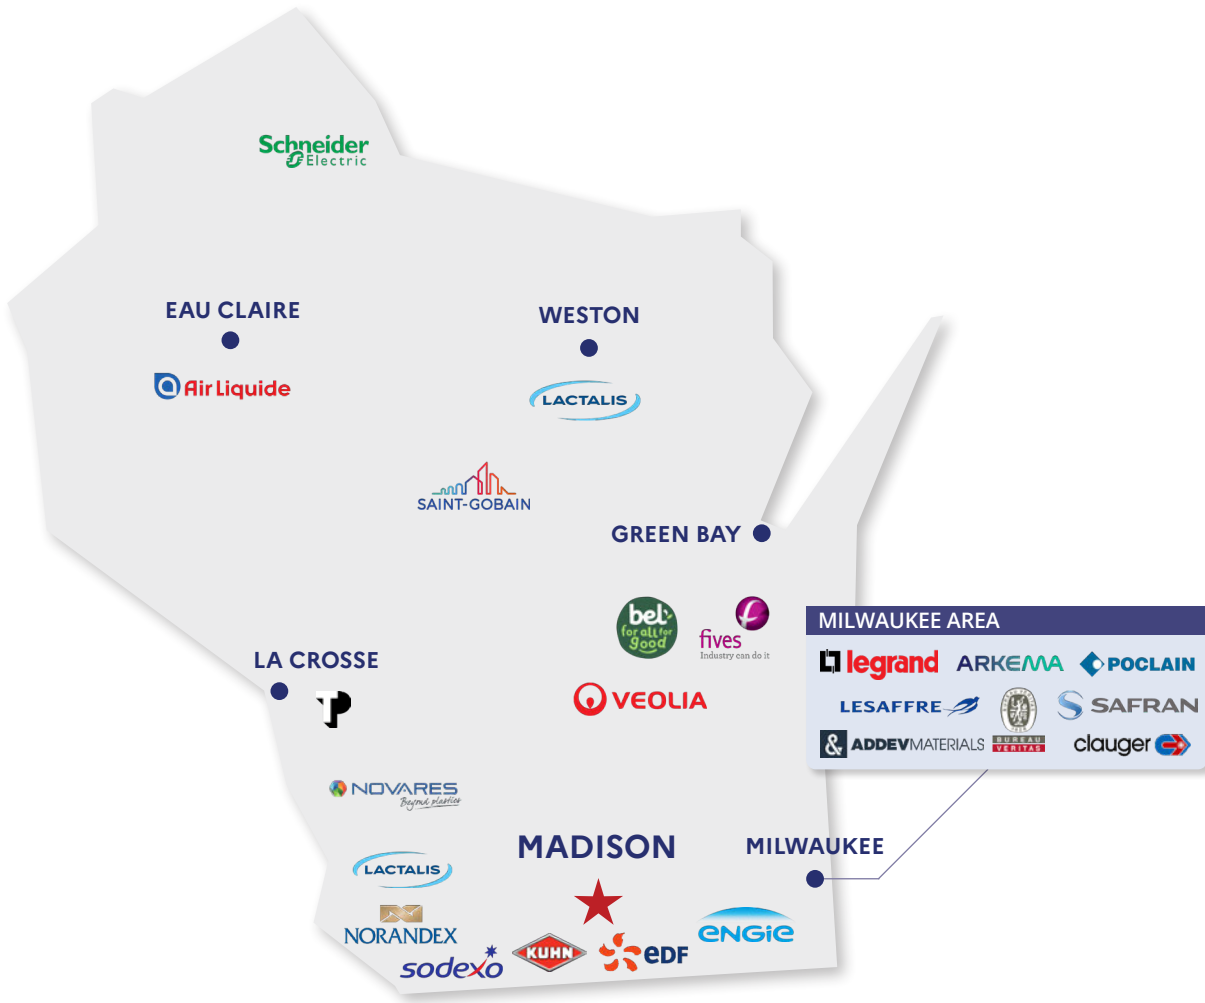 Schneider
Electric
EAU CLAIRE
WESTON
Air Liquide
LACTALIS
SAINT-GOBAIN
GREEN BAY
bel
for all for
good
fives
Industry can do it
MILWAUKEE AREA
legrand ARKEMA POCLAIN
LESAFFRE SAFRAN
& ADDEVMATERIALS BUREAU
VERITAS clauger
LA CROSSE
TP
VEOLIA
NOVARES
Beyond plastics
MADISON
MILWAUKEE
LACTALIS
NORANDEX
sodexo
KUHN
eDF
ENGIE